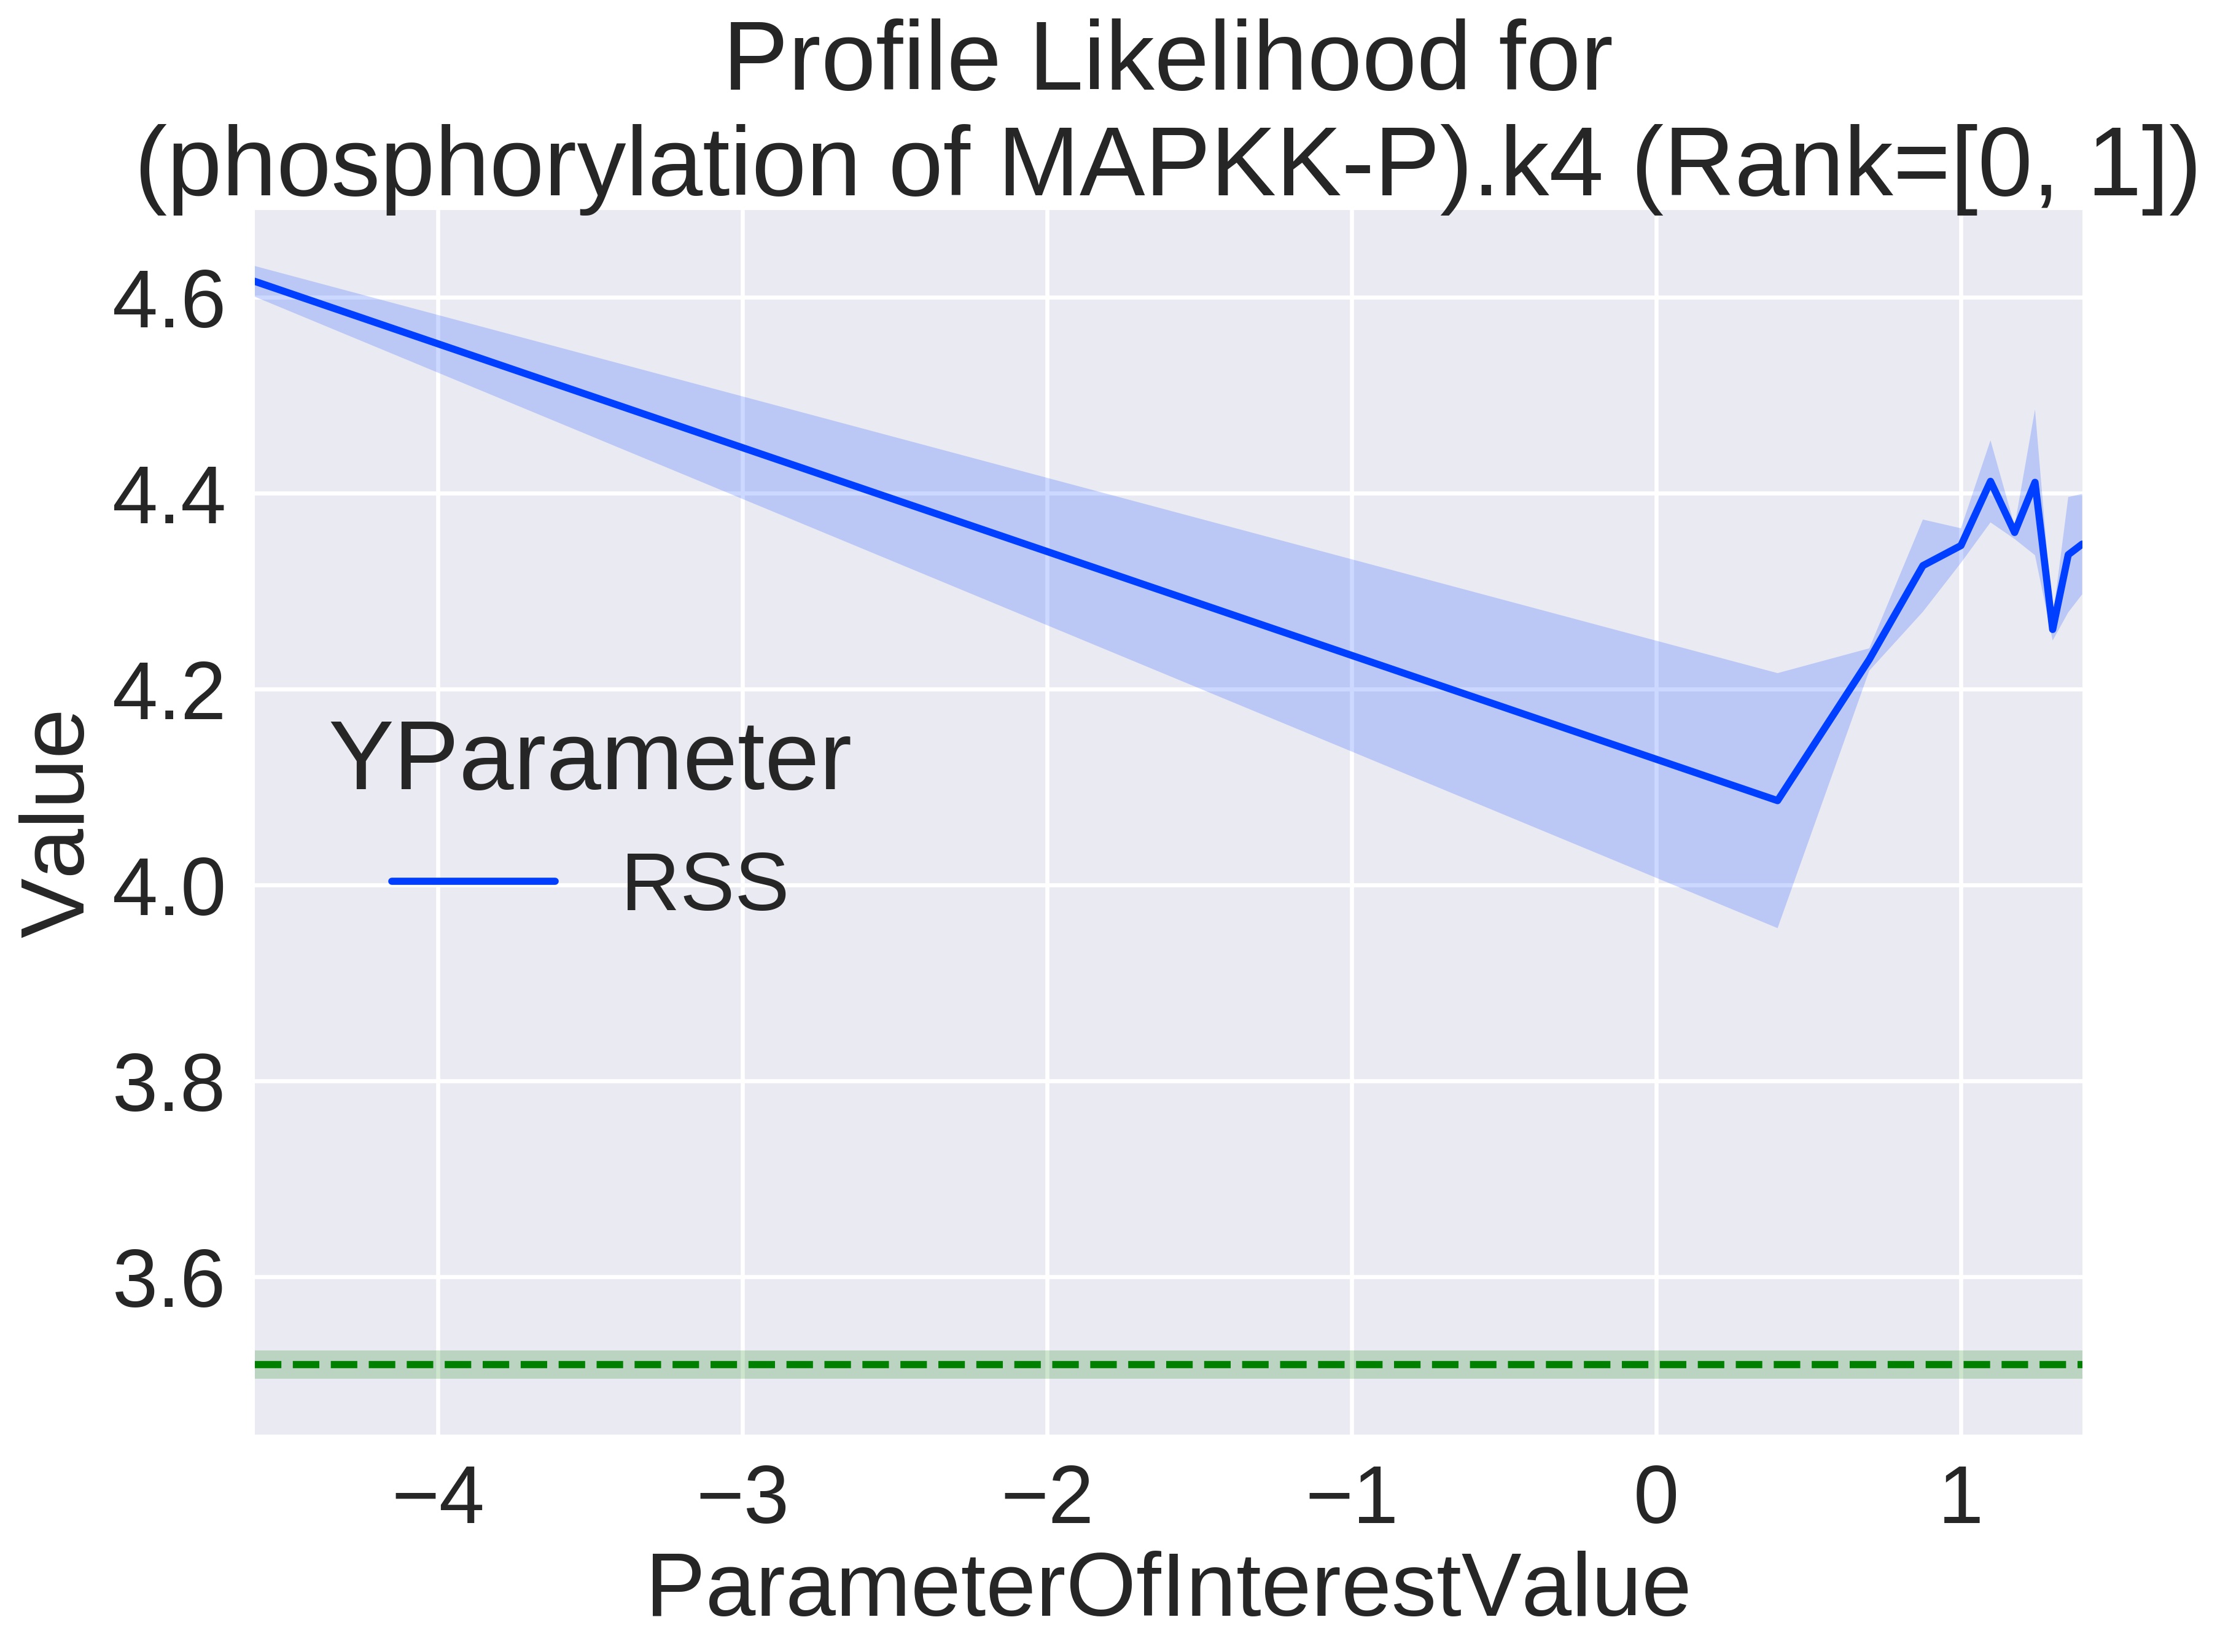 Profile Likelihood for
(phosphorylation of MAPKK-P).k4 (Rank=[0, 1])
4.6
4.4
4.2
4.0
3.8
3.6
Value
YParameter
RSS
−4 −3 −2 −1 0 1
ParameterOfInterestValue